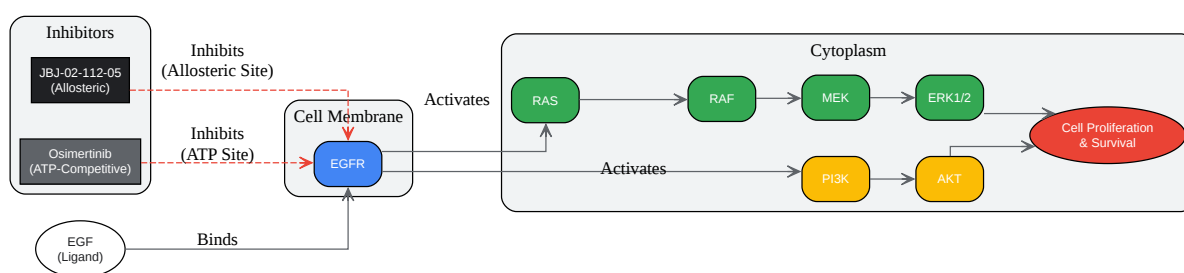 Inhibitors
JBJ-02-112-05
(Allosteric)
Osimertinib
(ATP-Competitive)
Inhibits
(Allosteric Site)
Inhibits
(ATP Site)
EGF
(Ligand)
Binds
Cell Membrane
EGFR
Activates
Activates
Cytoplasm
RAS
RAF
MEK
ERK1/2
PI3K
AKT
Cell Proliferation
& Survival